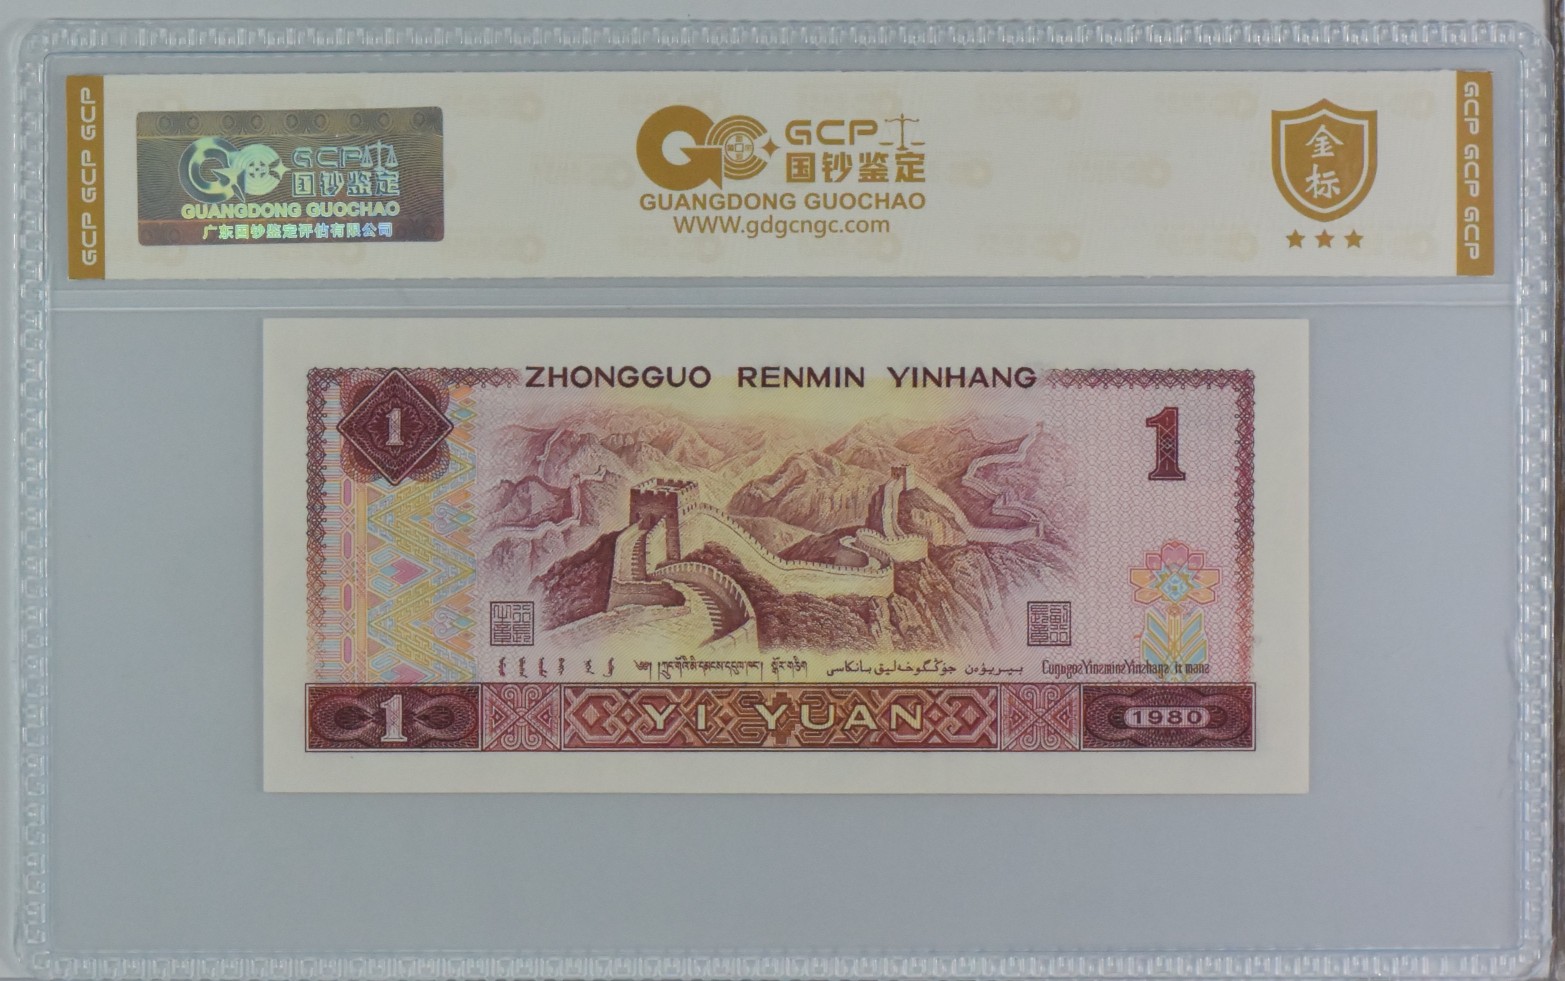 GCP GCP GCP
GCP
国钞鉴定
GUANGDONG GUOCHAO
广东国钞鉴定评估有限公司
GCP
国钞鉴定
GUANGDONG GUOCHAO
WWW.gdgcngc.com
金
标
GCP GCP GCP
ZHONGGUO RENMIN YINHANG
1
1
1
YI YUAN
1980